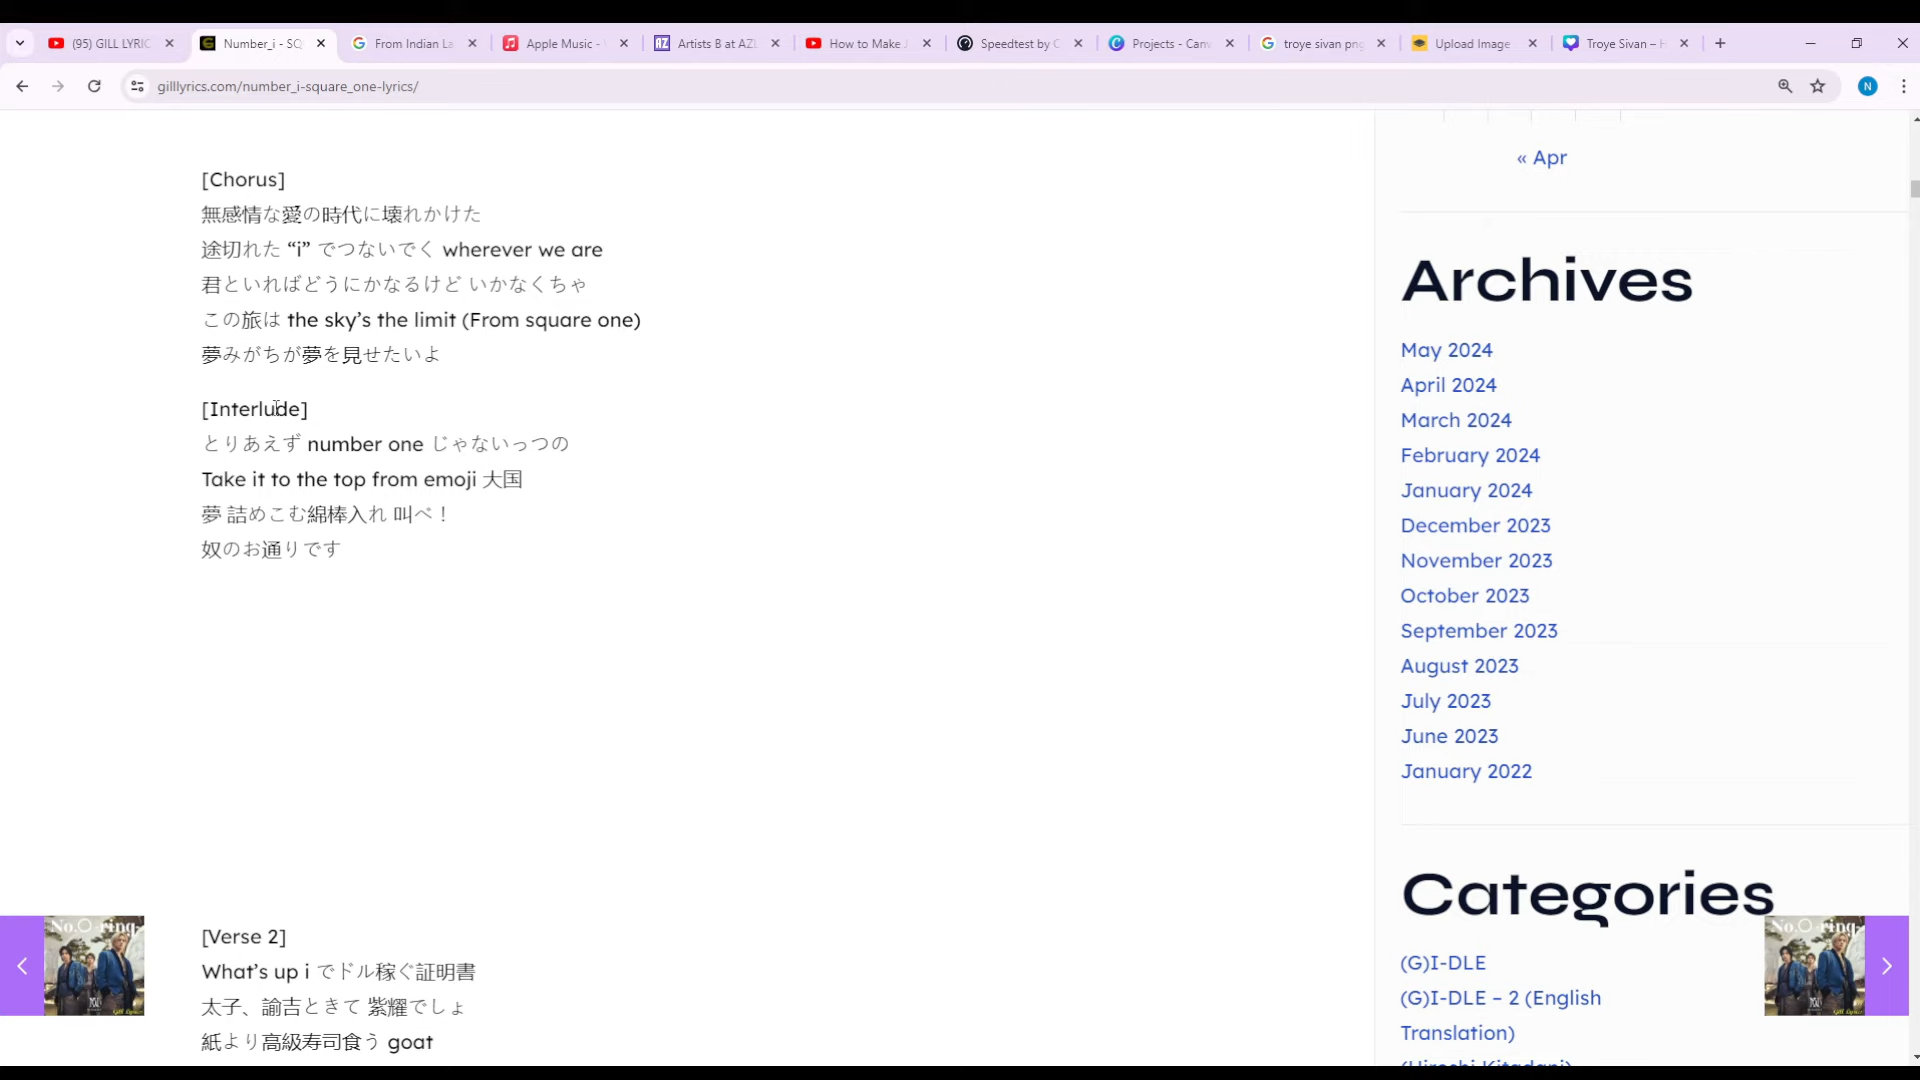 (95) GILL LYRIC
Number_i - SQ
From Indian La
Apple Music -
Artists B at AZL
How to Make
Speedtest by C
Projects - Canv
troye sivan png
Upload Image
Troye Sivan – H
gilllyrics.com/number_i-square_one-lyrics/
N
[Chorus]
無感情な愛の時代に壊れかけた
途切れた “i” でつないでく wherever we are
君といればどうにかなるけど いかなくちゃ
この旅は the sky’s the limit (From square one)
夢みがちが夢を見せたいよ
[Interlude]
とりあえず number one じゃないっつの
Take it to the top from emoji 大国
夢 詰めこむ綿棒入れ 叫べ！
奴のお通りです
[Verse 2]
What’s up i でドル稼ぐ証明書
太子、諭吉ときて 紫耀でしょ
紙より高級寿司食う goat
« Apr
Archives
May 2024
April 2024
March 2024
February 2024
January 2024
December 2023
November 2023
October 2023
September 2023
August 2023
July 2023
June 2023
January 2022
Categories
(G)I-DLE
(G)I-DLE – 2 (English
Translation)
(Hiroshi Kitadani)
No.O -ring-
Gill Lyrics
No.O -ring-
Gill Lyrics